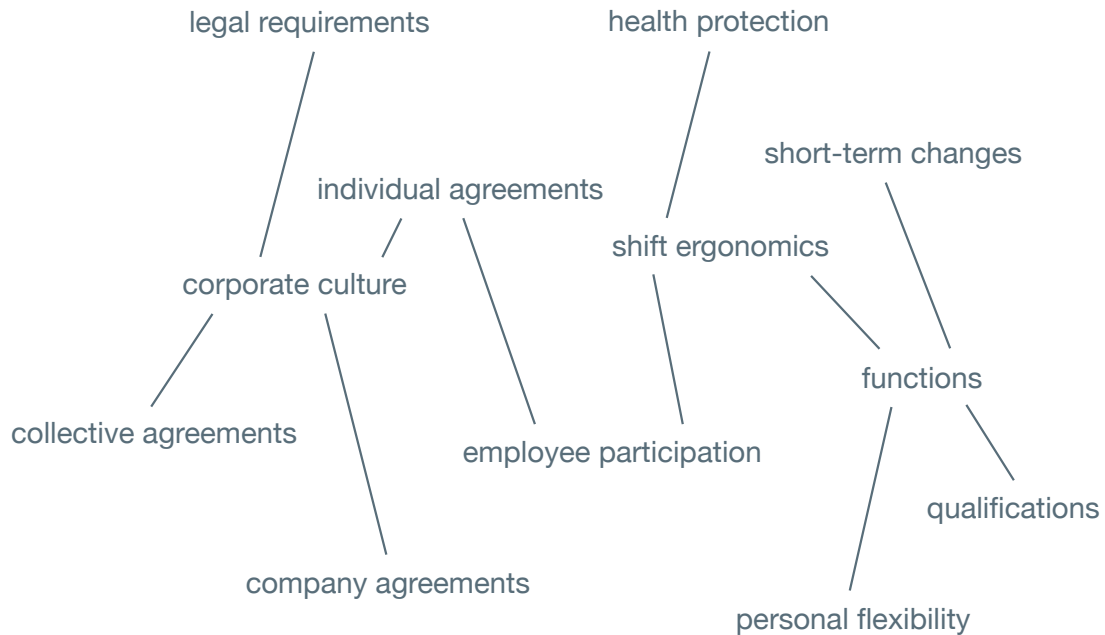 legal requirements
health protection
short-term changes
individual agreements
shift ergonomics
corporate culture
functions
collective agreements
employee participation
qualifications
company agreements
personal flexibility